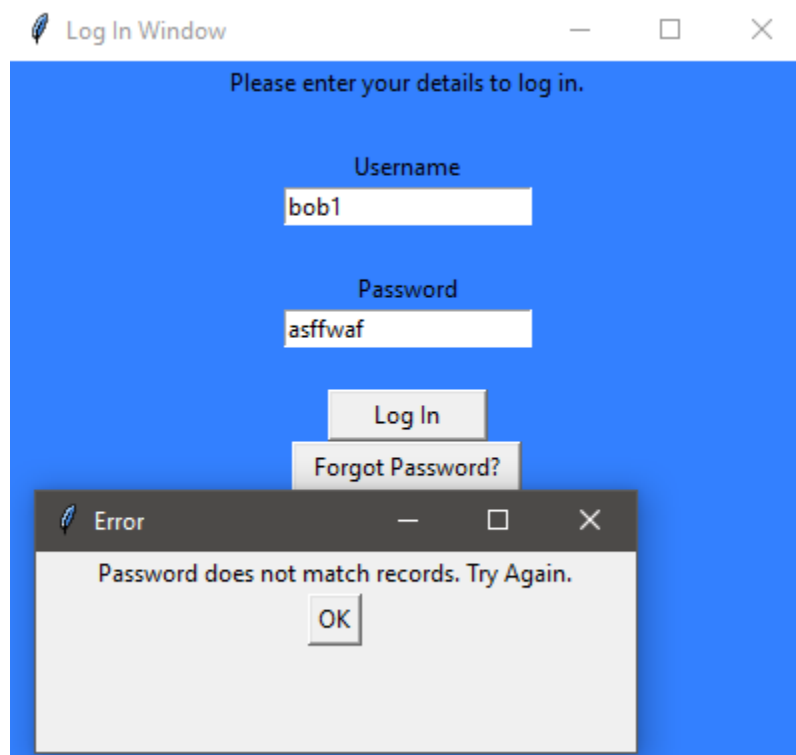 Log In Window
Please enter your details to log in.
Username
bob1
Password
asffwaf
Log In
Forgot Password?
Error
Password does not match records. Try Again.
OK